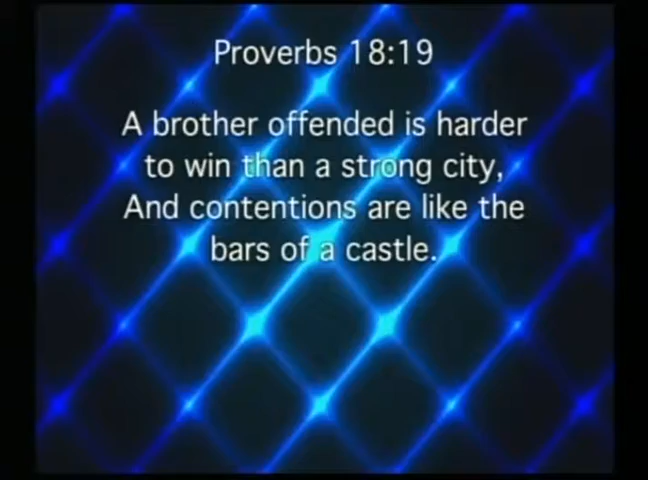 Proverbs 18:19
A brother offended is harder
to win than a strong city,
And contentions are like the
bars of a castle.